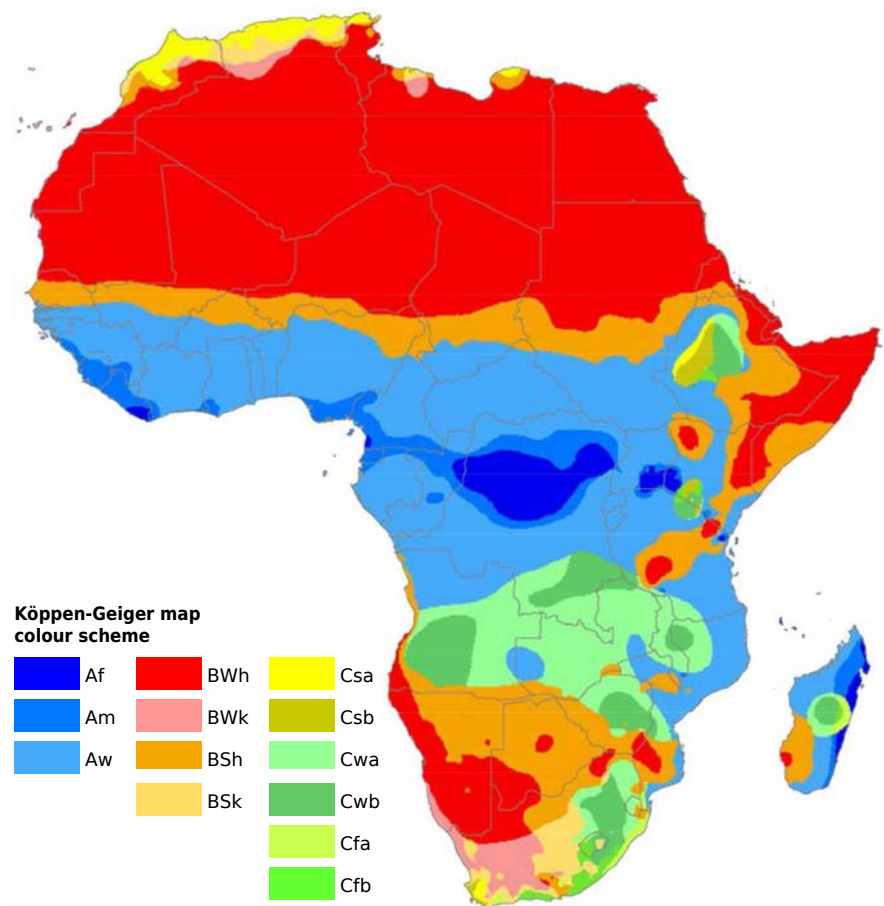 Köppen-Geiger map
colour scheme
Af
Am
Aw
BWh
BWk
BSh
BSk
Csa
Csb
Cwa
Cwb
Cfa
Cfb